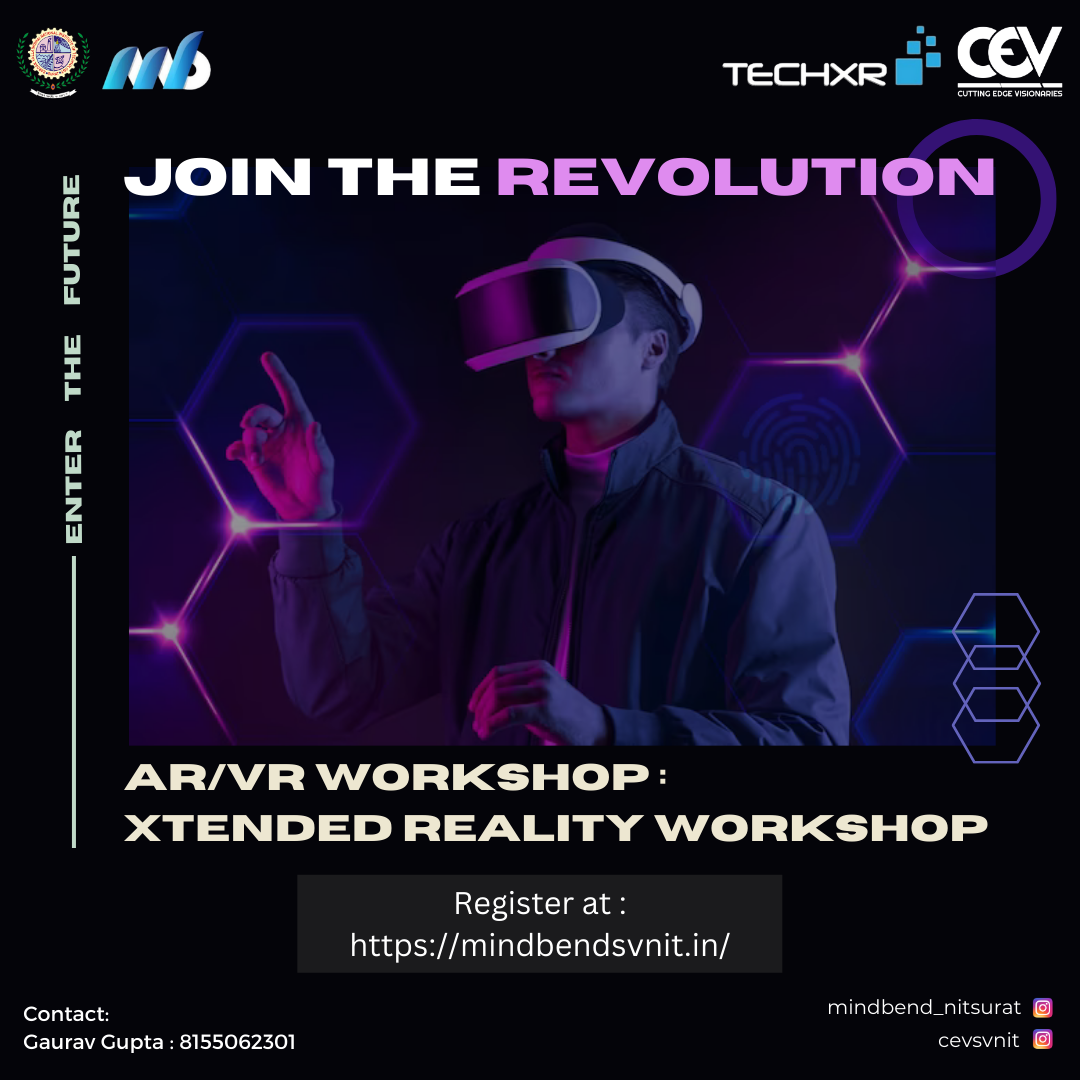 mb
TECHXR
CEV
CUTTING EDGE VISIONARIES
JOIN THE REVOLUTION
ENTER THE FUTURE
AR/VR WORKSHOP :
XTENDED REALITY WORKSHOP
Register at :
https://mindbendsvnit.in/
Contact:
Gaurav Gupta : 8155062301
mindbend_nitsurat
cevsvnit